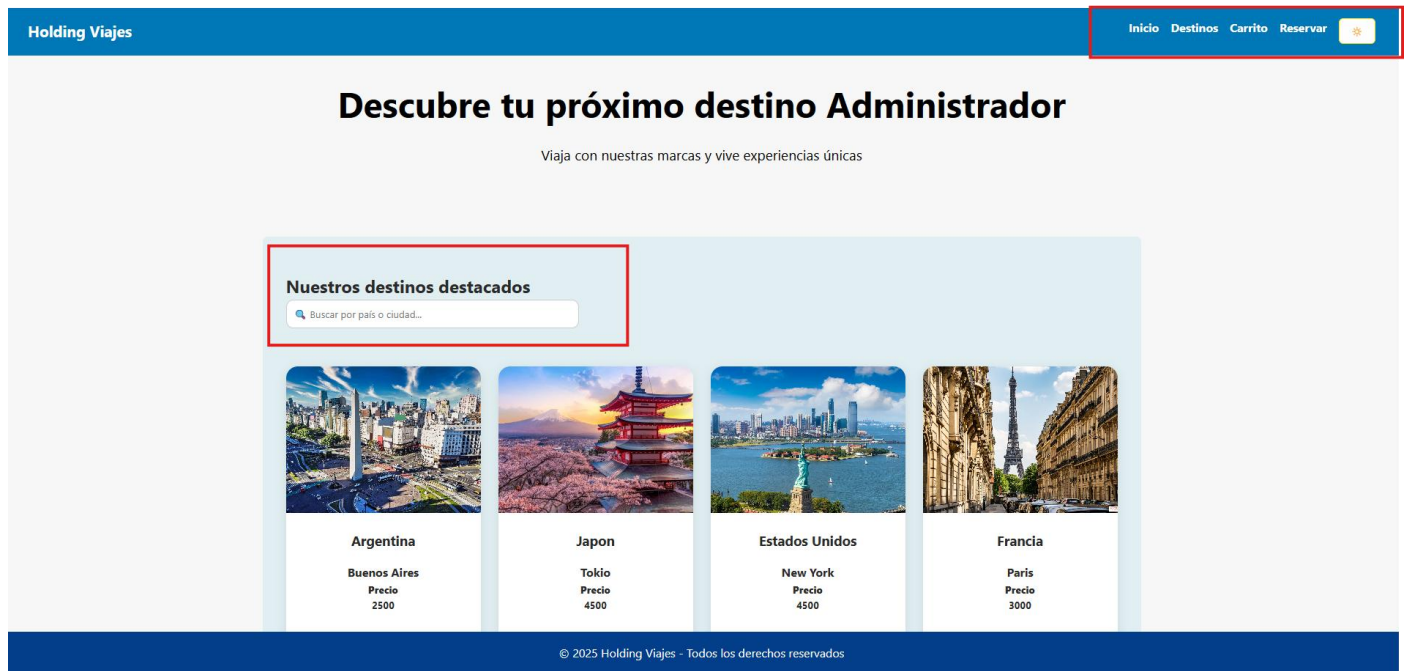 Holding Viajes
Inicio Destinos Carrito Reservar
Descubre tu próximo destino Administrador
Viaja con nuestras marcas y vive experiencias únicas
Nuestros destinos destacados
Buscar por país o ciudad...
Argentina
Buenos Aires
Precio
2500
Japon
Tokio
Precio
4500
Estados Unidos
New York
Precio
4500
Francia
Paris
Precio
3000
© 2025 Holding Viajes - Todos los derechos reservados